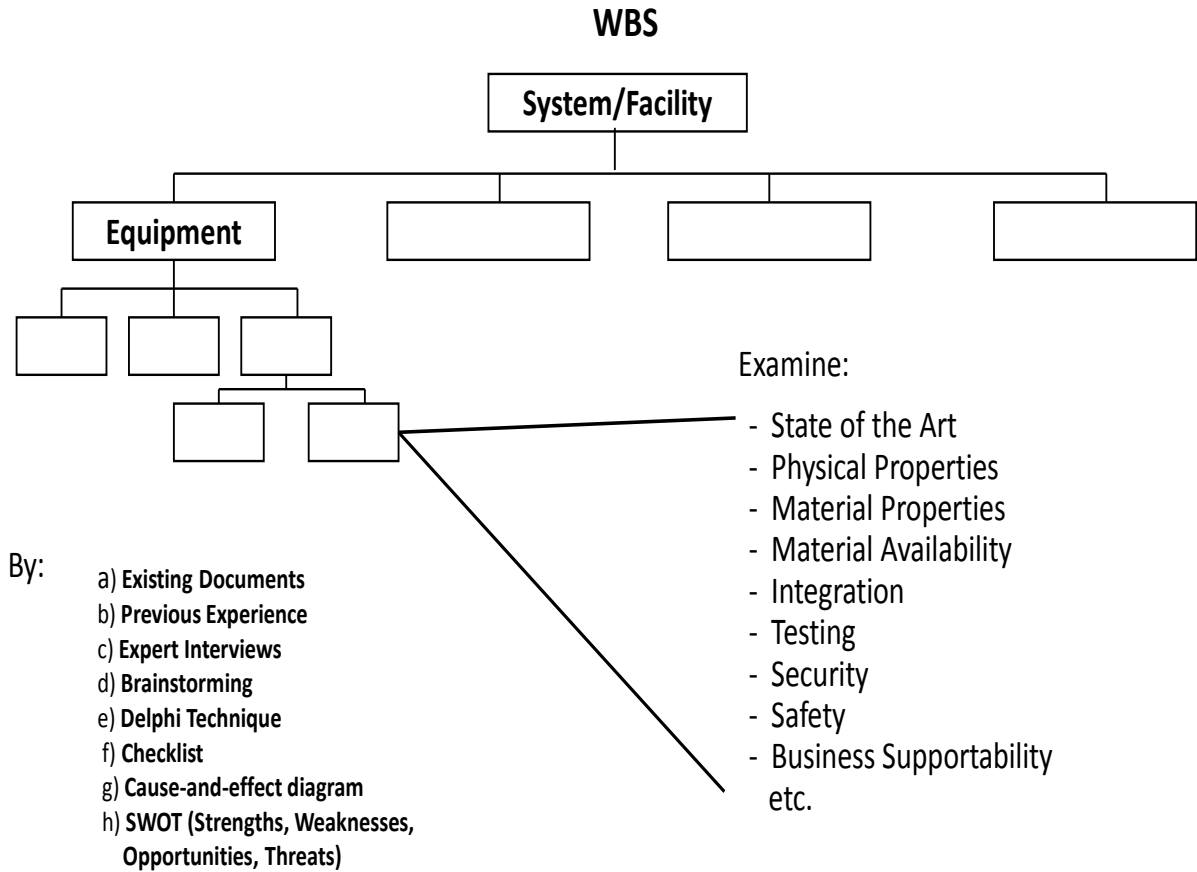 WBS
System/Facility
Equipment
Examine:
- State of the Art
- Physical Properties
- Material Properties
- Material Availability
- Integration
- Testing
- Security
- Safety
- Business Supportability
etc.
By:
a) Existing Documents
b) Previous Experience
c) Expert Interviews
d) Brainstorming
e) Delphi Technique
f) Checklist
g) Cause-and-effect diagram
h) SWOT (Strengths, Weaknesses,
Opportunities, Threats)